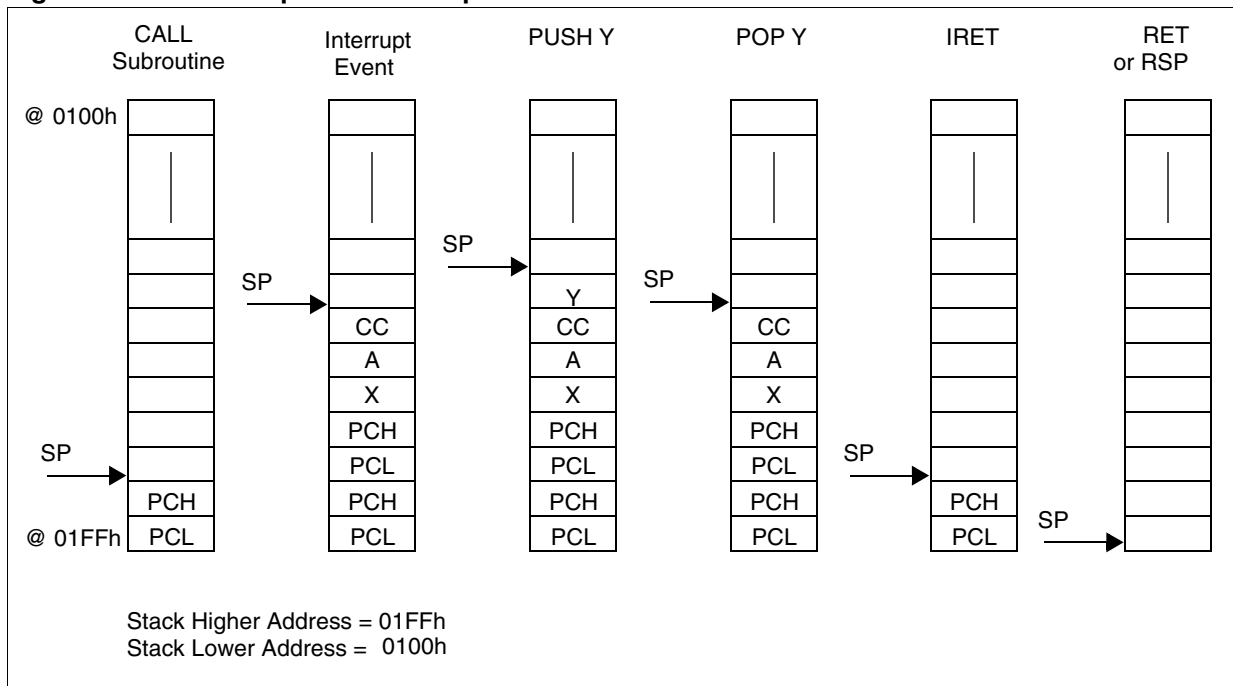 CALL
Subroutine
Interrupt
Event
PUSH Y
POP Y
IRET
RET
or RSP
@ 0100h
SP
PCH
@ 01FFh
PCL
SP
CC
A
X
PCH
PCL
PCH
PCL
SP
Y
CC
A
X
PCH
PCL
PCH
PCL
SP
CC
A
X
PCH
PCL
PCH
PCL
SP
PCH
PCL
SP
Stack Higher Address = 01FFh
Stack Lower Address = 0100h